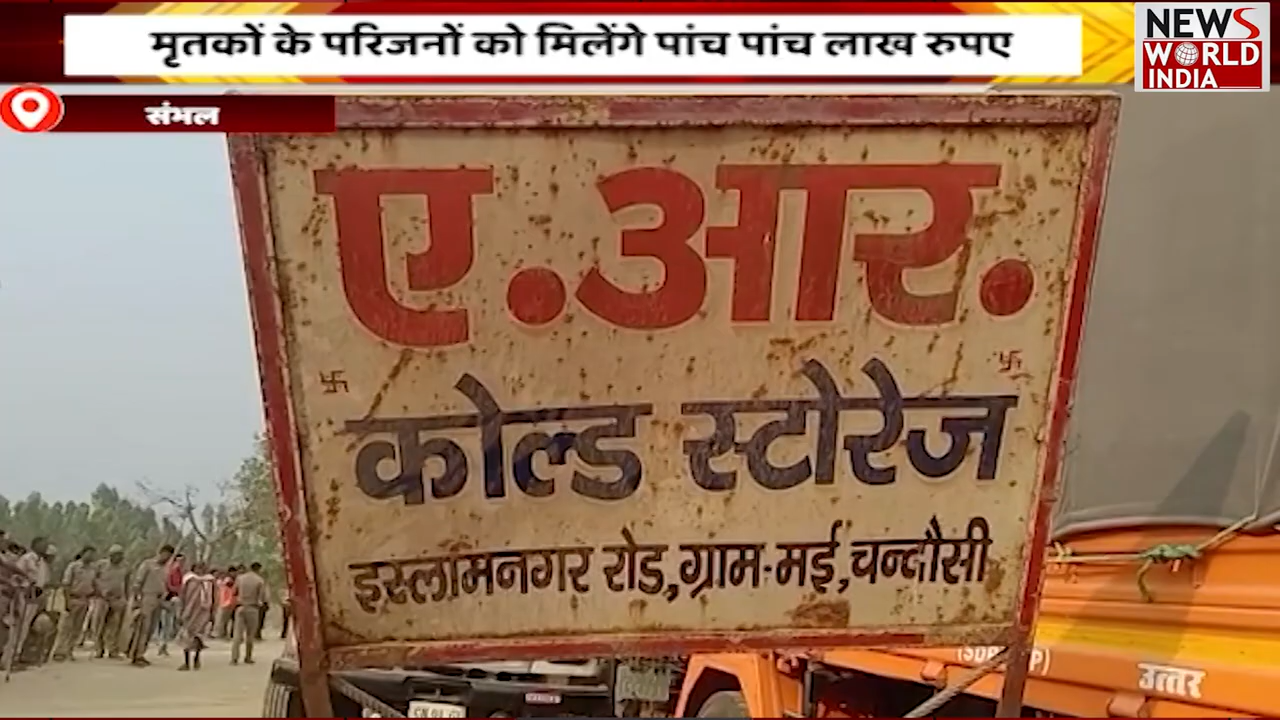 मृतकों के परिजनों को मिलेंगे पांच पांच लाख रुपए
NEWS
WORLD
INDIA
संभल
ए.आर.
कोल्ड स्टोरेज
इस्लामनगर रोड,ग्राम-मई,चन्दौसी
उत्तर